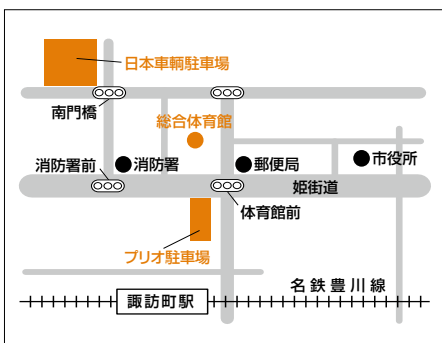 日本車輌駐車場
南門橋
総合体育館
消防署前
消防署
郵便局
市役所
姫街道
体育館前
プリオ駐車場
名鉄豊川線
諏訪町駅